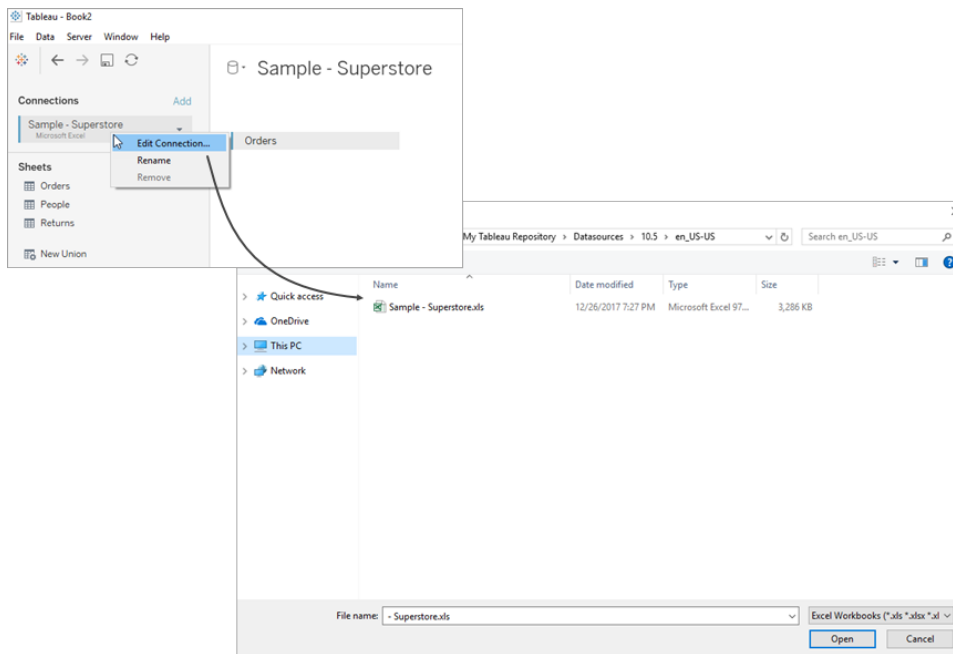 Tableau - Book2
File Data Server Window Help
Sample - Superstore
Connections Add
Sample - Superstore
Microsoft Excel
Edit Connection...
Rename
Remove
Orders
Sheets
Orders
People
Returns
New Union
My Tableau Repository > Datasources > 10.5 > en_US-US
Search en_US-US
Name Date modified Type Size
Sample - Superstore.xls 12/26/2017 7:27 PM Microsoft Excel 97... 3,286 KB
Quick access
OneDrive
This PC
Network
File name: - Superstore.xls Excel Workbooks (*.xls *.xlsx *.xl
Open Cancel